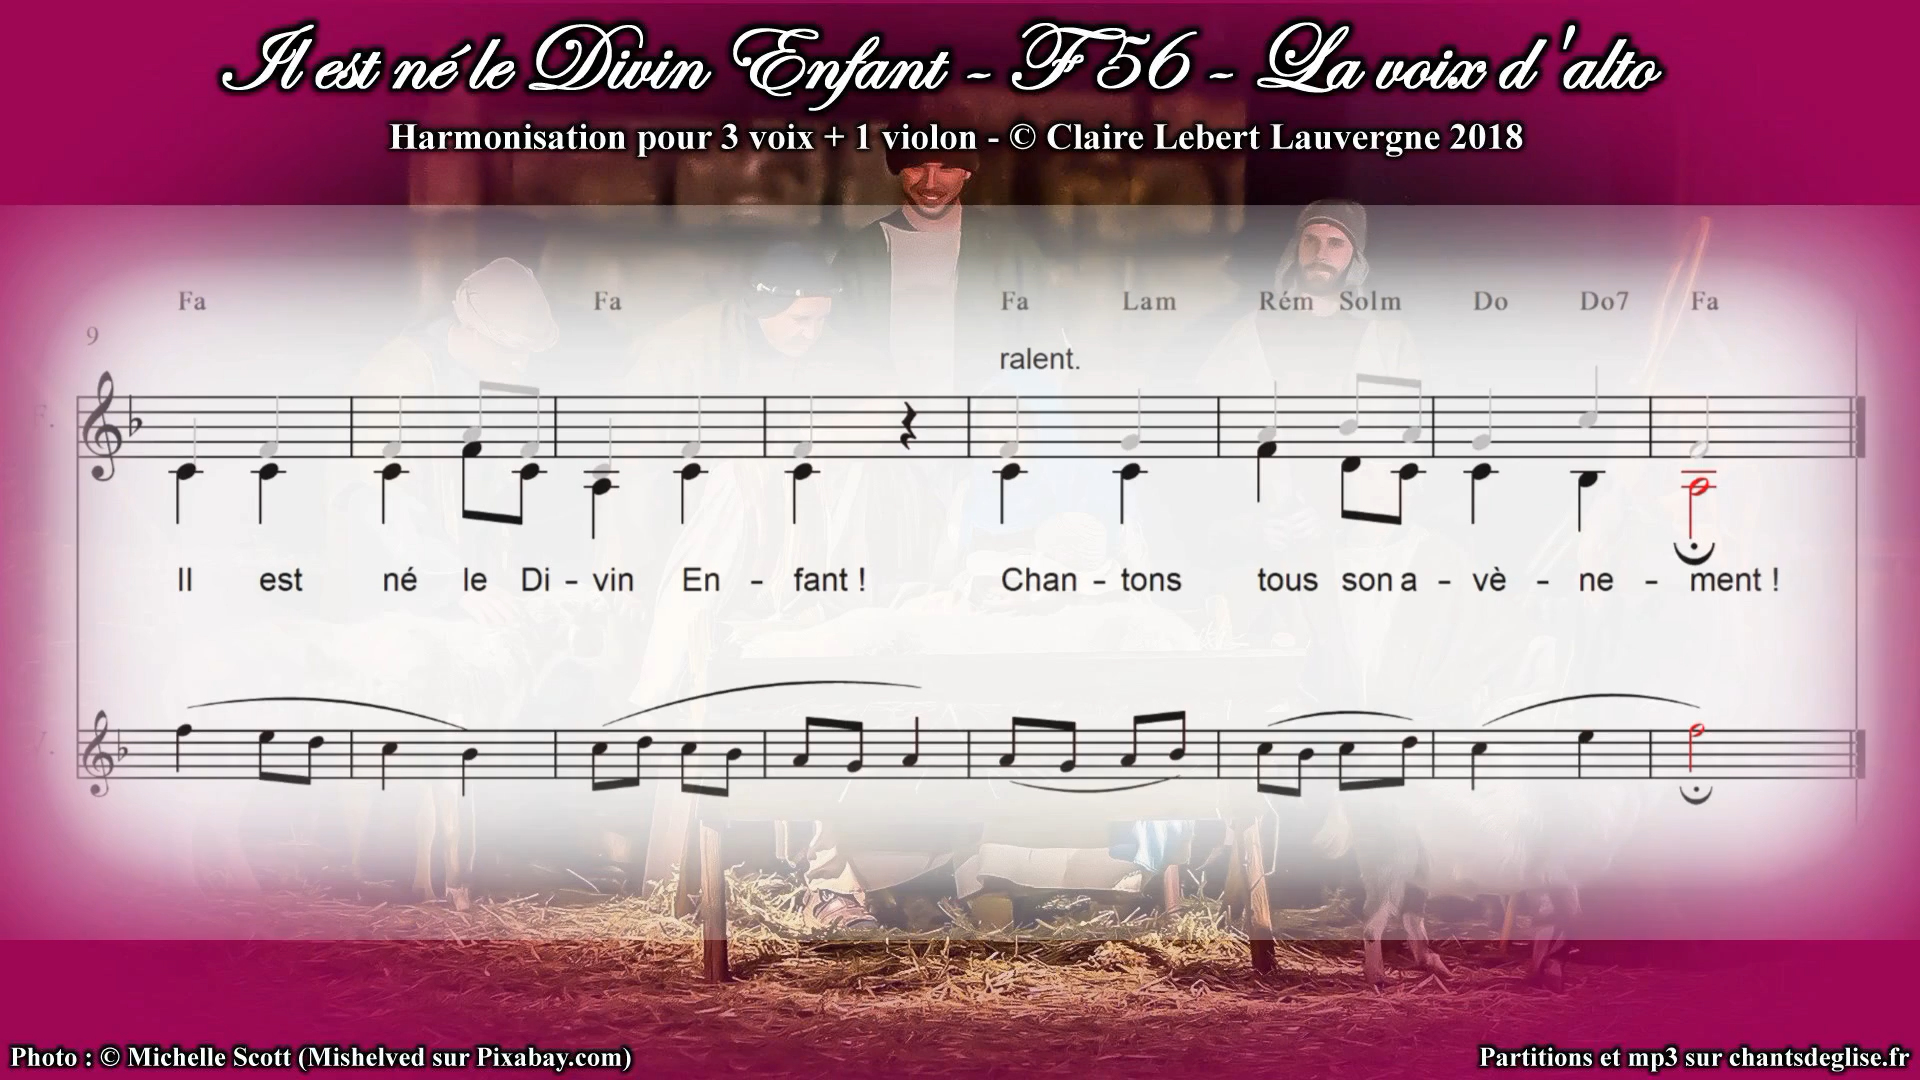 Il est né le Divin Enfant - F 56 - La voix d'alto
Harmonisation pour 3 voix + 1 violon - © Claire Lebert Lauvergne 2018
Fa Fa Fa Lam Rém Solm Do Do7 Fa
9
ralent.
F.
Il est né le Di - vin En - fant ! Chan - tons tous son a - vè - ne - ment !
V.
Photo : © Michelle Scott (Mishelved sur Pixabay.com)
Partitions et mp3 sur chantsdeglise.fr